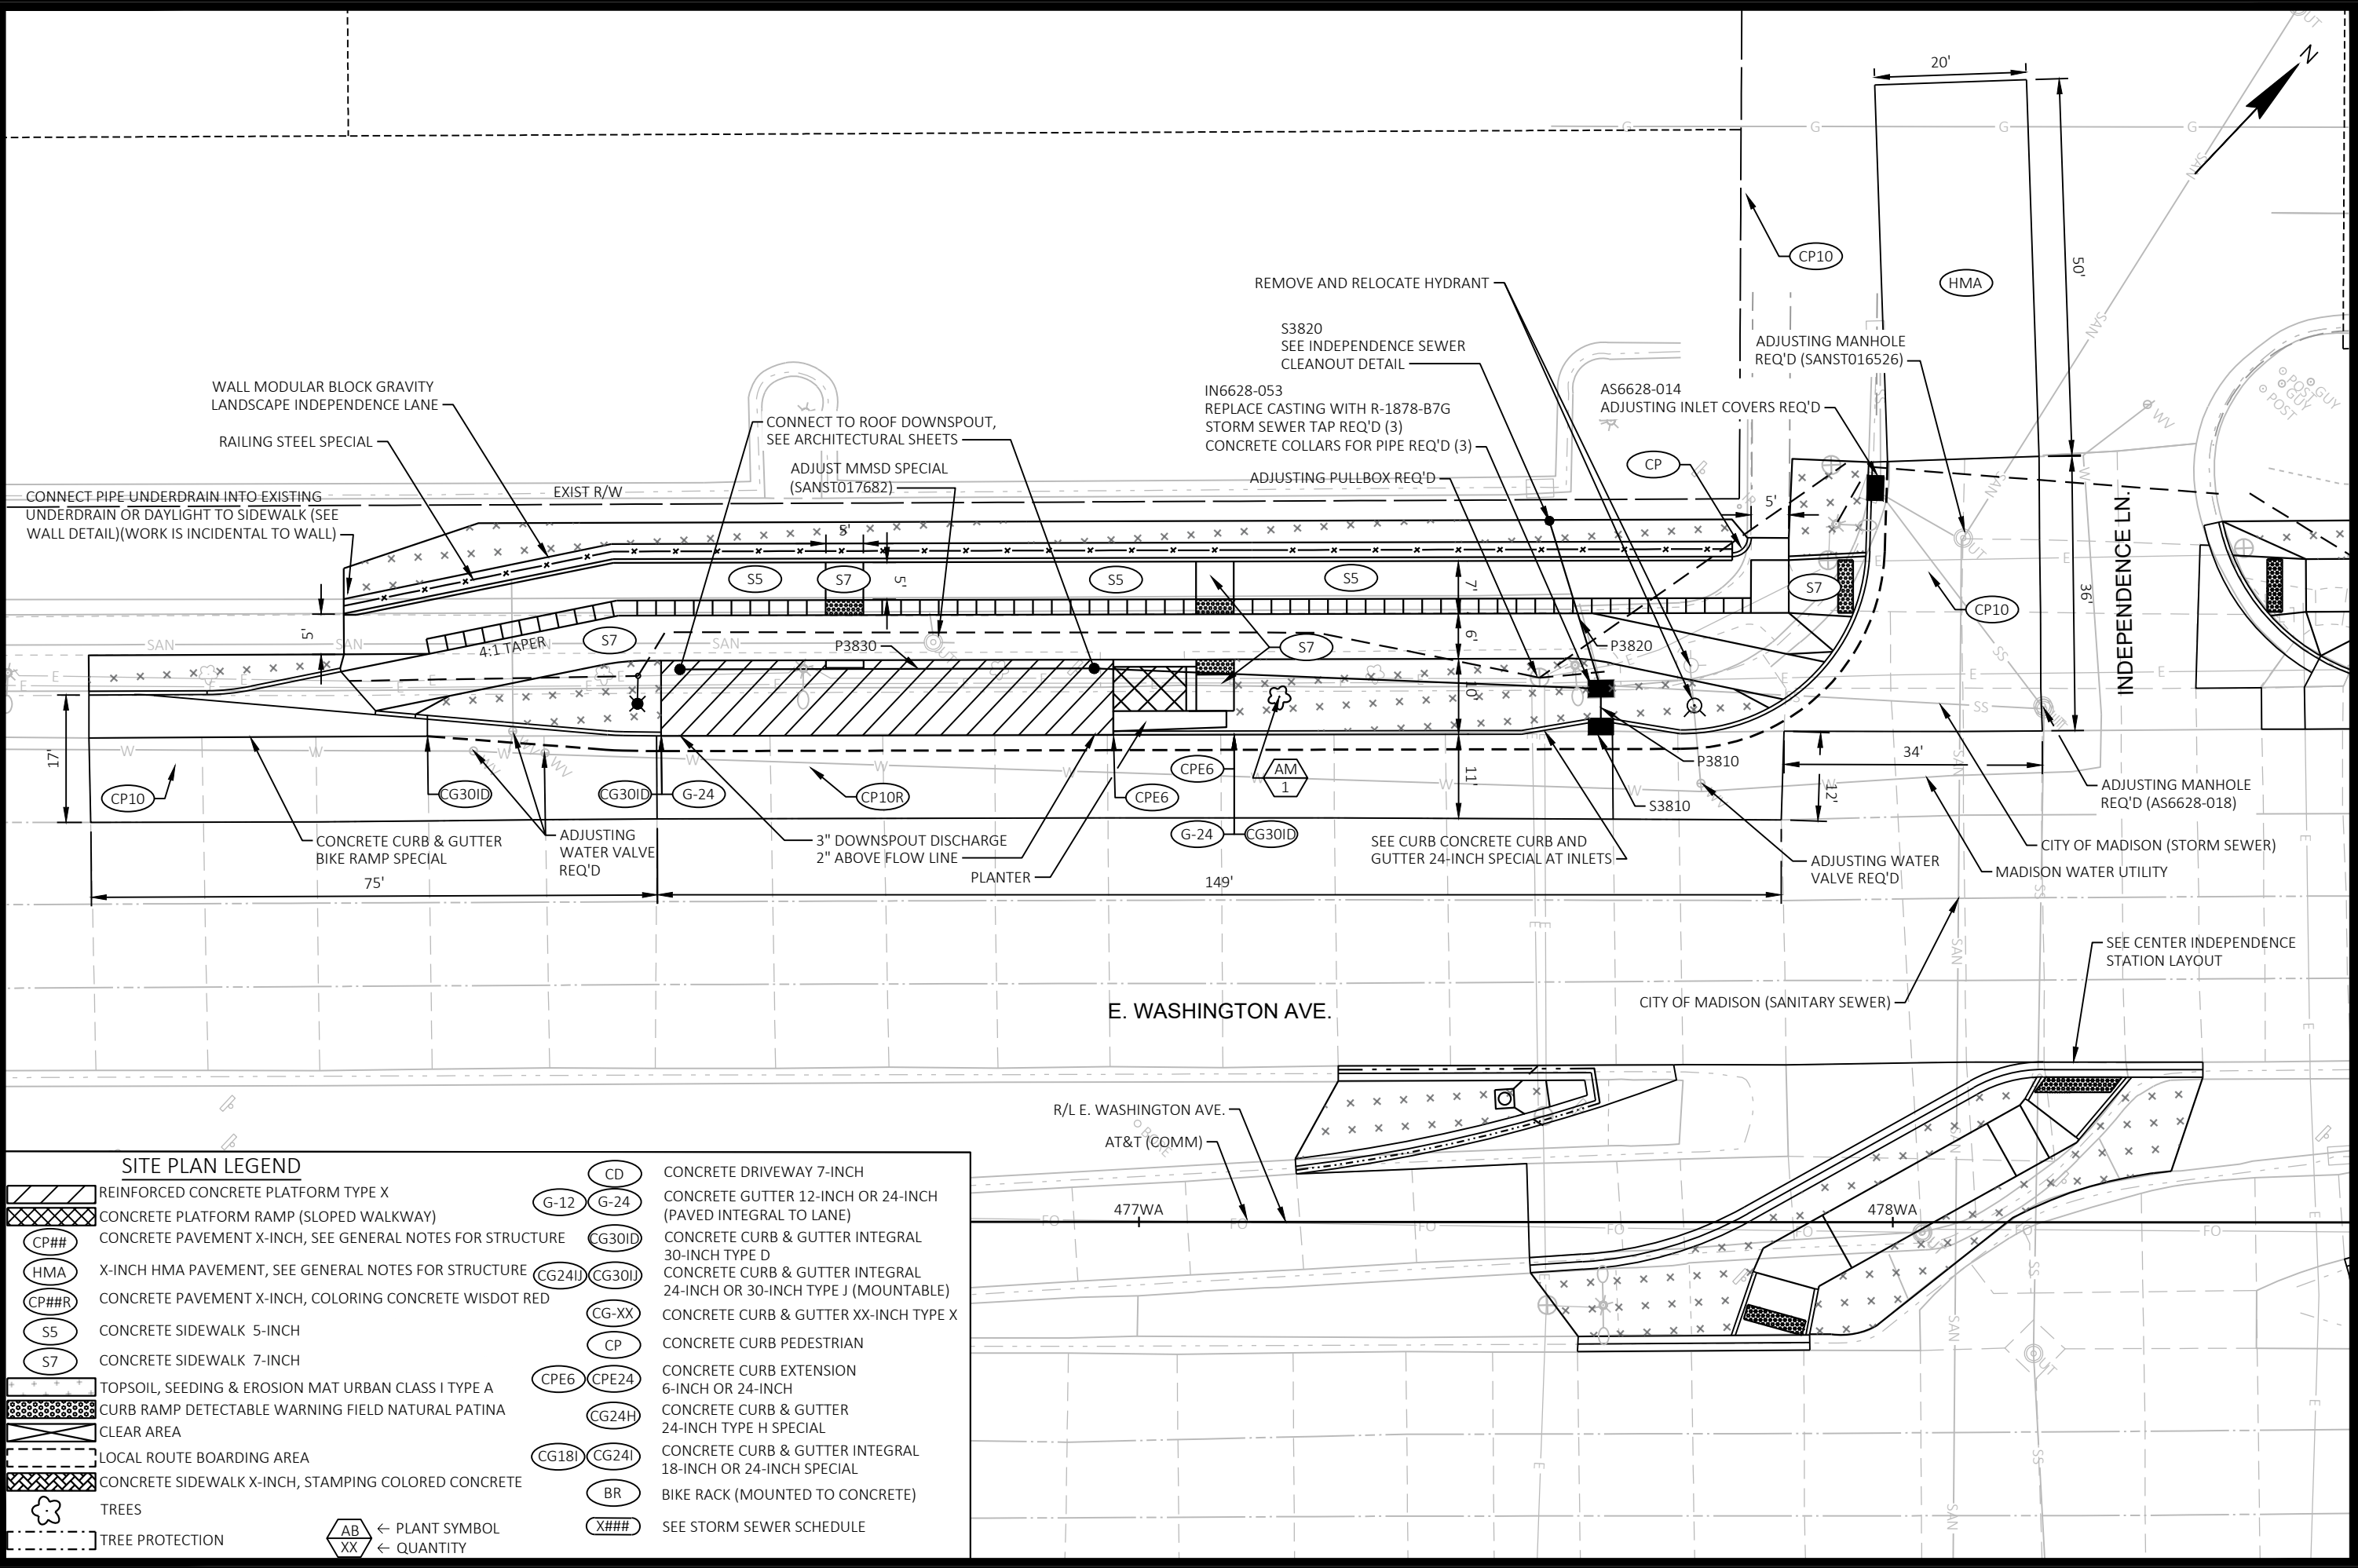 N
20'
50'
HMA
CP10
REMOVE AND RELOCATE HYDRANT
S3820
SEE INDEPENDENCE SEWER
CLEANOUT DETAIL
IN6628-053
REPLACE CASTING WITH R-1878-B7G
STORM SEWER TAP REQ'D (3)
CONCRETE COLLARS FOR PIPE REQ'D (3)
ADJUSTING PULLBOX REQ'D
ADJUSTING MANHOLE
REQ'D (SANST016526)
AS6628-014
ADJUSTING INLET COVERS REQ'D
CP
WALL MODULAR BLOCK GRAVITY
LANDSCAPE INDEPENDENCE LANE
RAILING STEEL SPECIAL
CONNECT TO ROOF DOWNSPOUT,
SEE ARCHITECTURAL SHEETS
ADJUST MMSD SPECIAL
(SANST017682)
EXIST R/W
CONNECT PIPE UNDERDRAIN INTO EXISTING
UNDERDRAIN OR DAYLIGHT TO SIDEWALK (SEE
WALL DETAIL)(WORK IS INCIDENTAL TO WALL)
POST
GUY
POST
GUY
WV
5'
5'
S5
S7
5'
S5
S5
7'
S7
CP10
36'
INDEPENDENCE LN.
5'
4:1 TAPER
S7
P3830
6'
S7
P3820
10'
17'
CP10
CG30ID
CG30ID
G-24
CP10R
CPE6
CPE6
AM
1
11'
P3810
S3810
34'
12'
ADJUSTING MANHOLE
REQ'D (AS6628-018)
G-24
CG30ID
CONCRETE CURB & GUTTER
BIKE RAMP SPECIAL
ADJUSTING
WATER VALVE
REQ'D
3" DOWNSPOUT DISCHARGE
2" ABOVE FLOW LINE
PLANTER
SEE CURB CONCRETE CURB AND
GUTTER 24-INCH SPECIAL AT INLETS
ADJUSTING WATER
VALVE REQ'D
CITY OF MADISON (STORM SEWER)
MADISON WATER UTILITY
75'
149'
SEE CENTER INDEPENDENCE
STATION LAYOUT
CITY OF MADISON (SANITARY SEWER)
E. WASHINGTON AVE.
R/L E. WASHINGTON AVE.
AT&T (COMM)
477WA
478WA
SITE PLAN LEGEND
REINFORCED CONCRETE PLATFORM TYPE X
CONCRETE PLATFORM RAMP (SLOPED WALKWAY)
CP## CONCRETE PAVEMENT X-INCH, SEE GENERAL NOTES FOR STRUCTURE
HMA X-INCH HMA PAVEMENT, SEE GENERAL NOTES FOR STRUCTURE
CP##R CONCRETE PAVEMENT X-INCH, COLORING CONCRETE WISDOT RED
S5 CONCRETE SIDEWALK 5-INCH
S7 CONCRETE SIDEWALK 7-INCH
TOPSOIL, SEEDING & EROSION MAT URBAN CLASS I TYPE A
CURB RAMP DETECTABLE WARNING FIELD NATURAL PATINA
CLEAR AREA
LOCAL ROUTE BOARDING AREA
CONCRETE SIDEWALK X-INCH, STAMPING COLORED CONCRETE
TREES
TREE PROTECTION
AB ← PLANT SYMBOL
XX ← QUANTITY
CD CONCRETE DRIVEWAY 7-INCH
G-12 G-24 CONCRETE GUTTER 12-INCH OR 24-INCH
(PAVED INTEGRAL TO LANE)
CG30ID CONCRETE CURB & GUTTER INTEGRAL
30-INCH TYPE D
CG24IJ CG30IJ CONCRETE CURB & GUTTER INTEGRAL
24-INCH OR 30-INCH TYPE J (MOUNTABLE)
CG-XX CONCRETE CURB & GUTTER XX-INCH TYPE X
CP CONCRETE CURB PEDESTRIAN
CPE6 CPE24 CONCRETE CURB EXTENSION
6-INCH OR 24-INCH
CG24H CONCRETE CURB & GUTTER
24-INCH TYPE H SPECIAL
CG18I CG24I CONCRETE CURB & GUTTER INTEGRAL
18-INCH OR 24-INCH SPECIAL
BR BIKE RACK (MOUNTED TO CONCRETE)
X### SEE STORM SEWER SCHEDULE